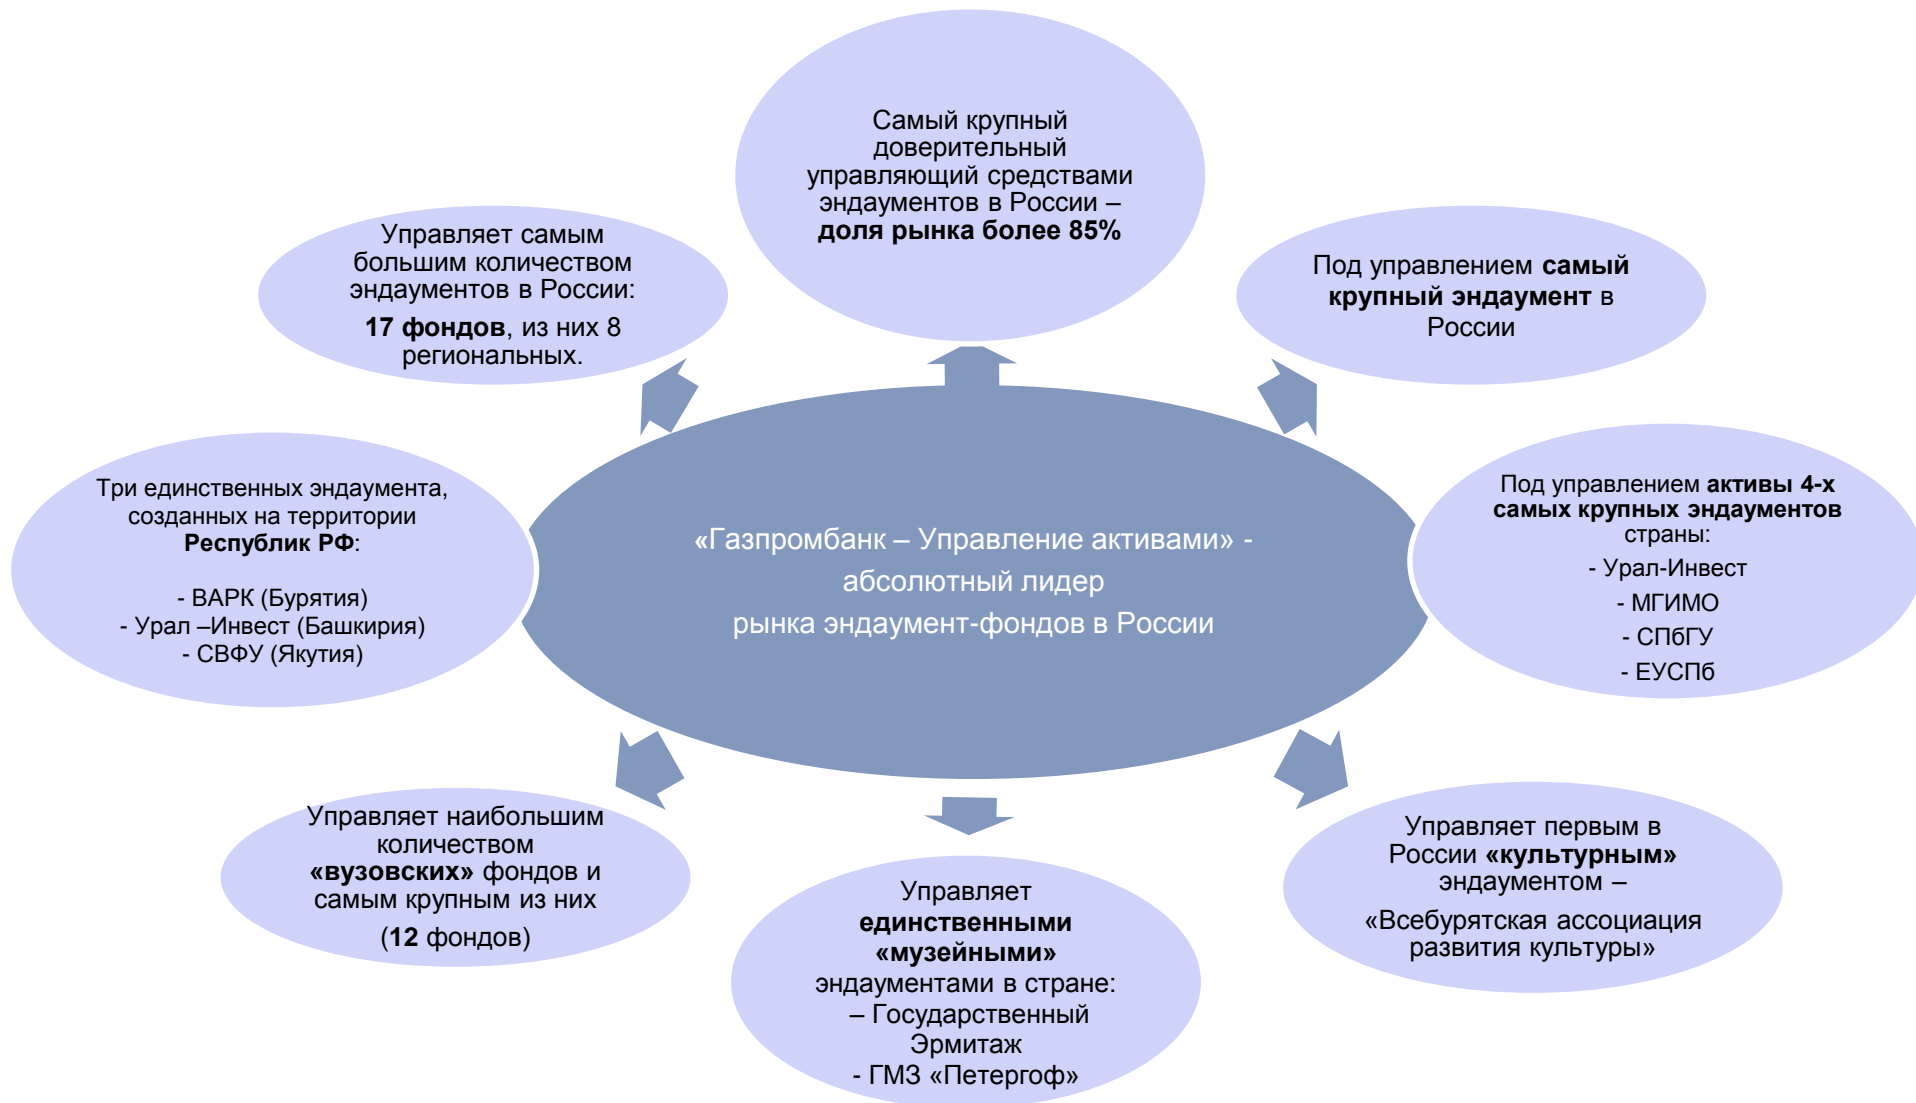 Самый крупный
доверительный
управляющий средствами
эндаументов в России –
доля рынка более 85%
Управляет самым
большим количеством
эндаументов в России:
17 фондов, из них 8
региональных.
Под управлением самый
крупный эндаумент в
России
Три единственных эндаумента,
созданных на территории
Республик РФ:
- ВАРК (Бурятия)
- Урал –Инвест (Башкирия)
- СВФУ (Якутия)
«Газпромбанк – Управление активами» -
абсолютный лидер
рынка эндаумент-фондов в России
Под управлением активы 4-х
самых крупных эндаументов
страны:
- Урал-Инвест
- МГИМО
- СПбГУ
- ЕУСПб
Управляет наибольшим
количеством
«вузовских» фондов и
самым крупным из них
(12 фондов)
Управляет
единственными
«музейными»
эндаументами в стране:
– Государственный
Эрмитаж
- ГМЗ «Петергоф»
Управляет первым в
России «культурным»
эндаументом –
«Всебурятская ассоциация
развития культуры»